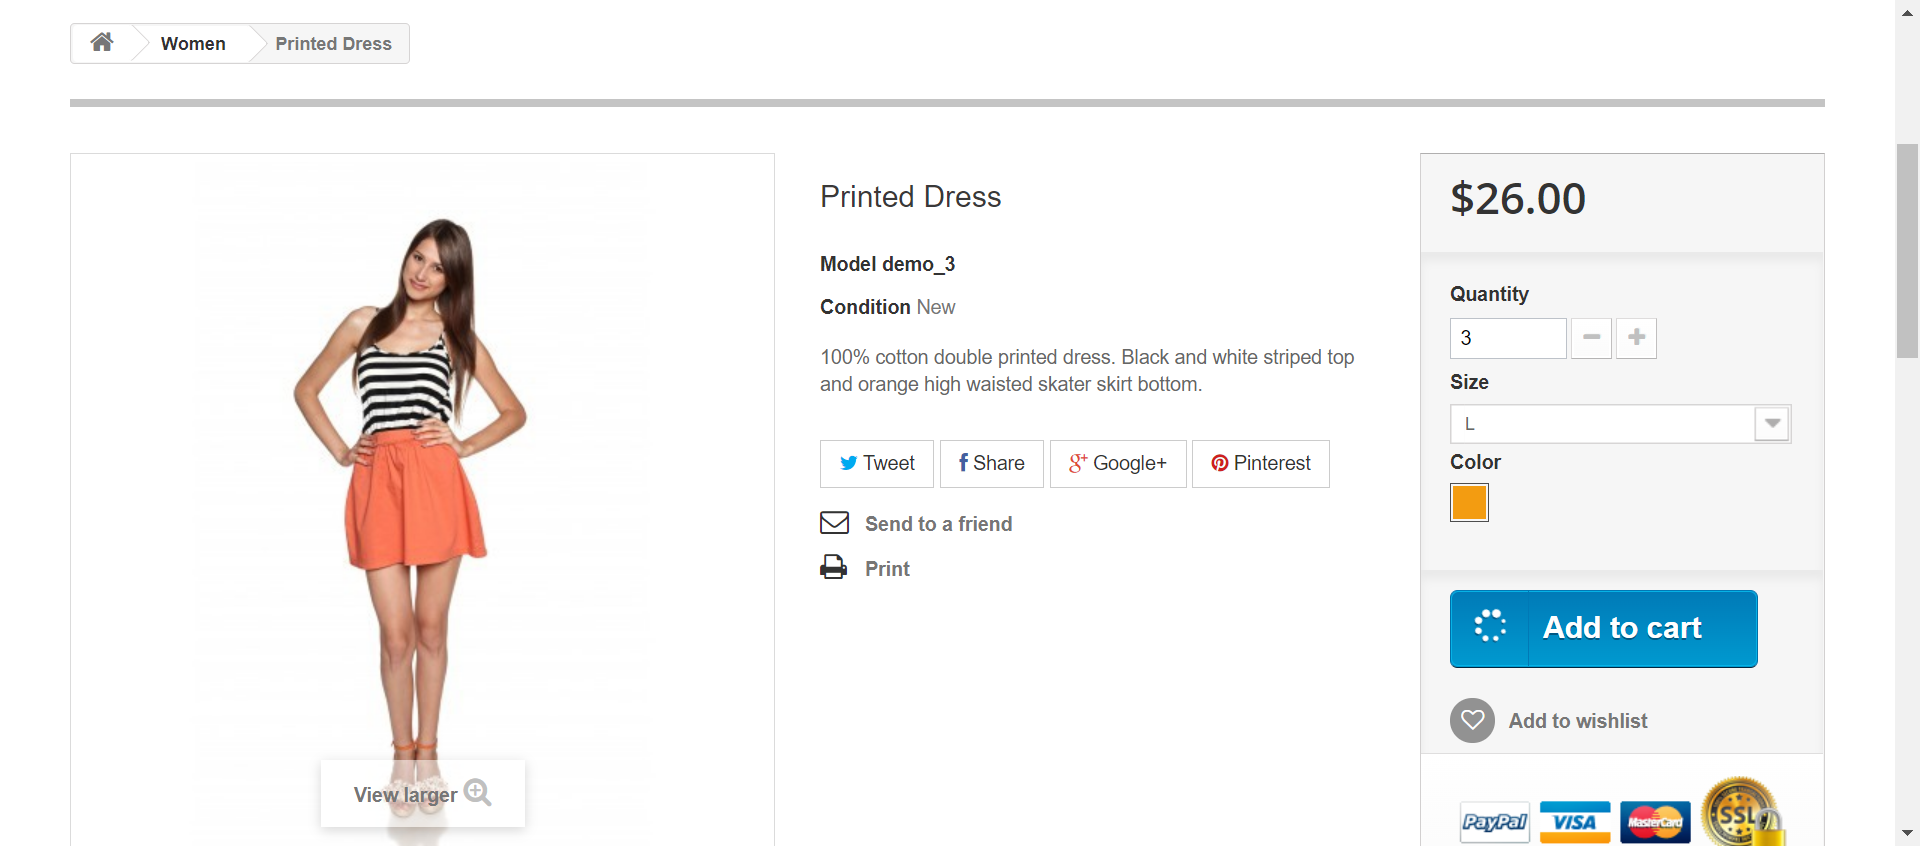 Women
Printed Dress
Printed Dress
Model demo_3
Condition New
100% cotton double printed dress. Black and white striped top
and orange high waisted skater skirt bottom.
Tweet
Share
Google+
Pinterest
Send to a friend
Print
View larger
$26.00
Quantity
3
Size
L
Color
Add to cart
Add to wishlist
PayPal
VISA
MasterCard
SSL